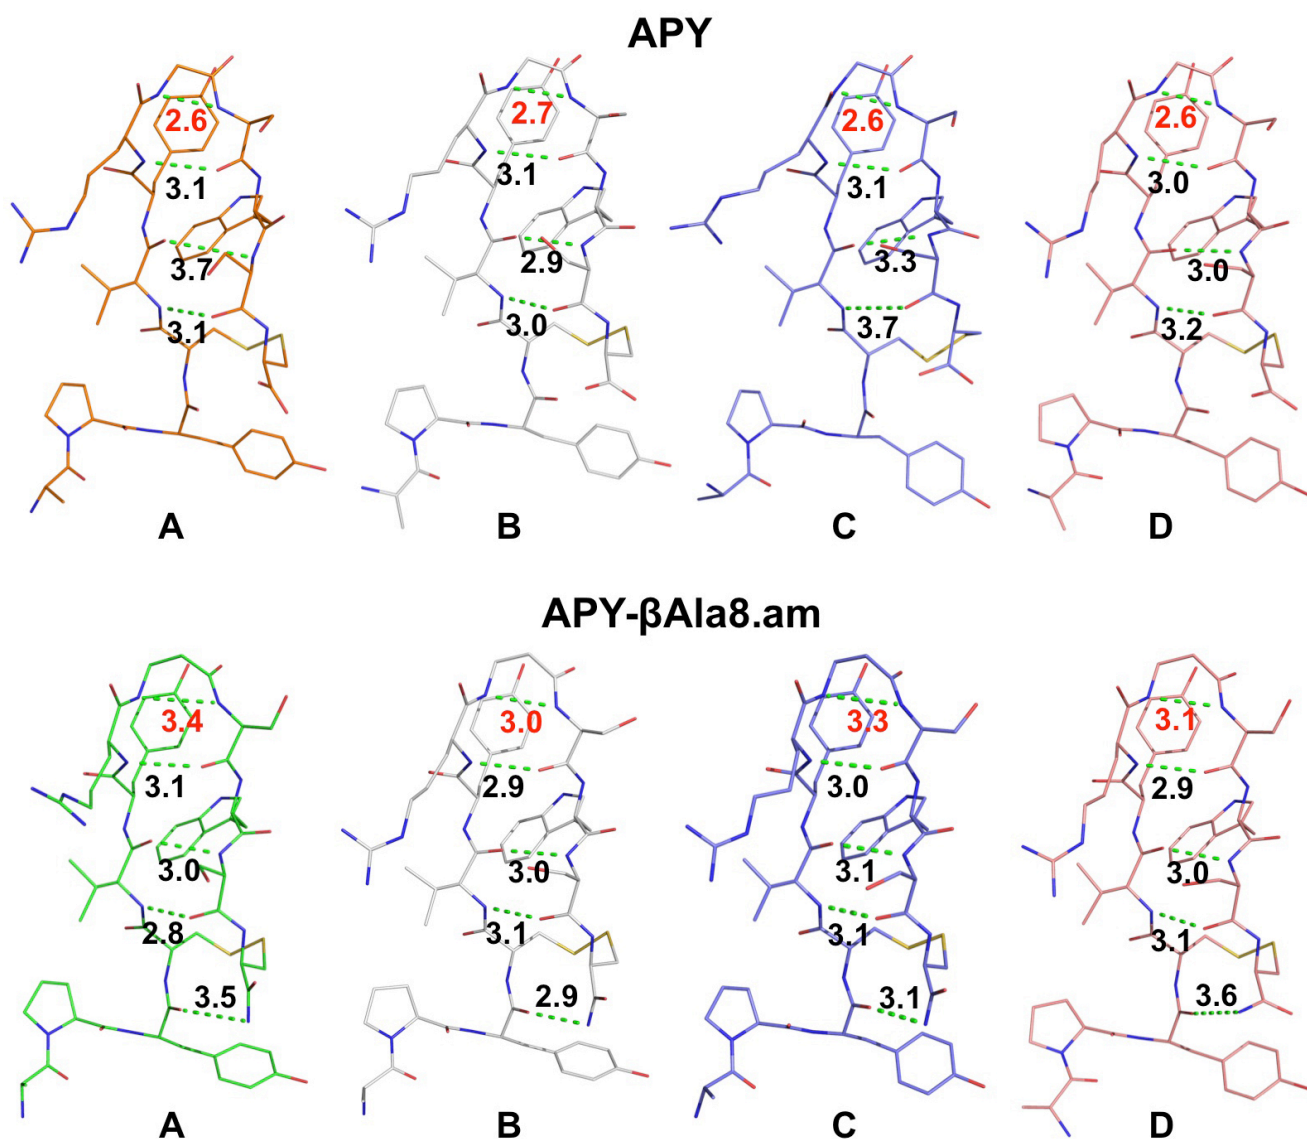 APY
2.6 2.7 2.6 2.6
3.1 3.1 3.1 3.0
3.7 2.9 3.3 3.0
3.1 3.0 3.7 3.2
A B C D
APY-βAla8.am
3.4 3.0 3.3 3.1
3.1 2.9 3.0 2.9
3.0 3.0 3.1 3.0
2.8 3.1 3.1 3.1
3.5 2.9 3.1 3.6
A B C D